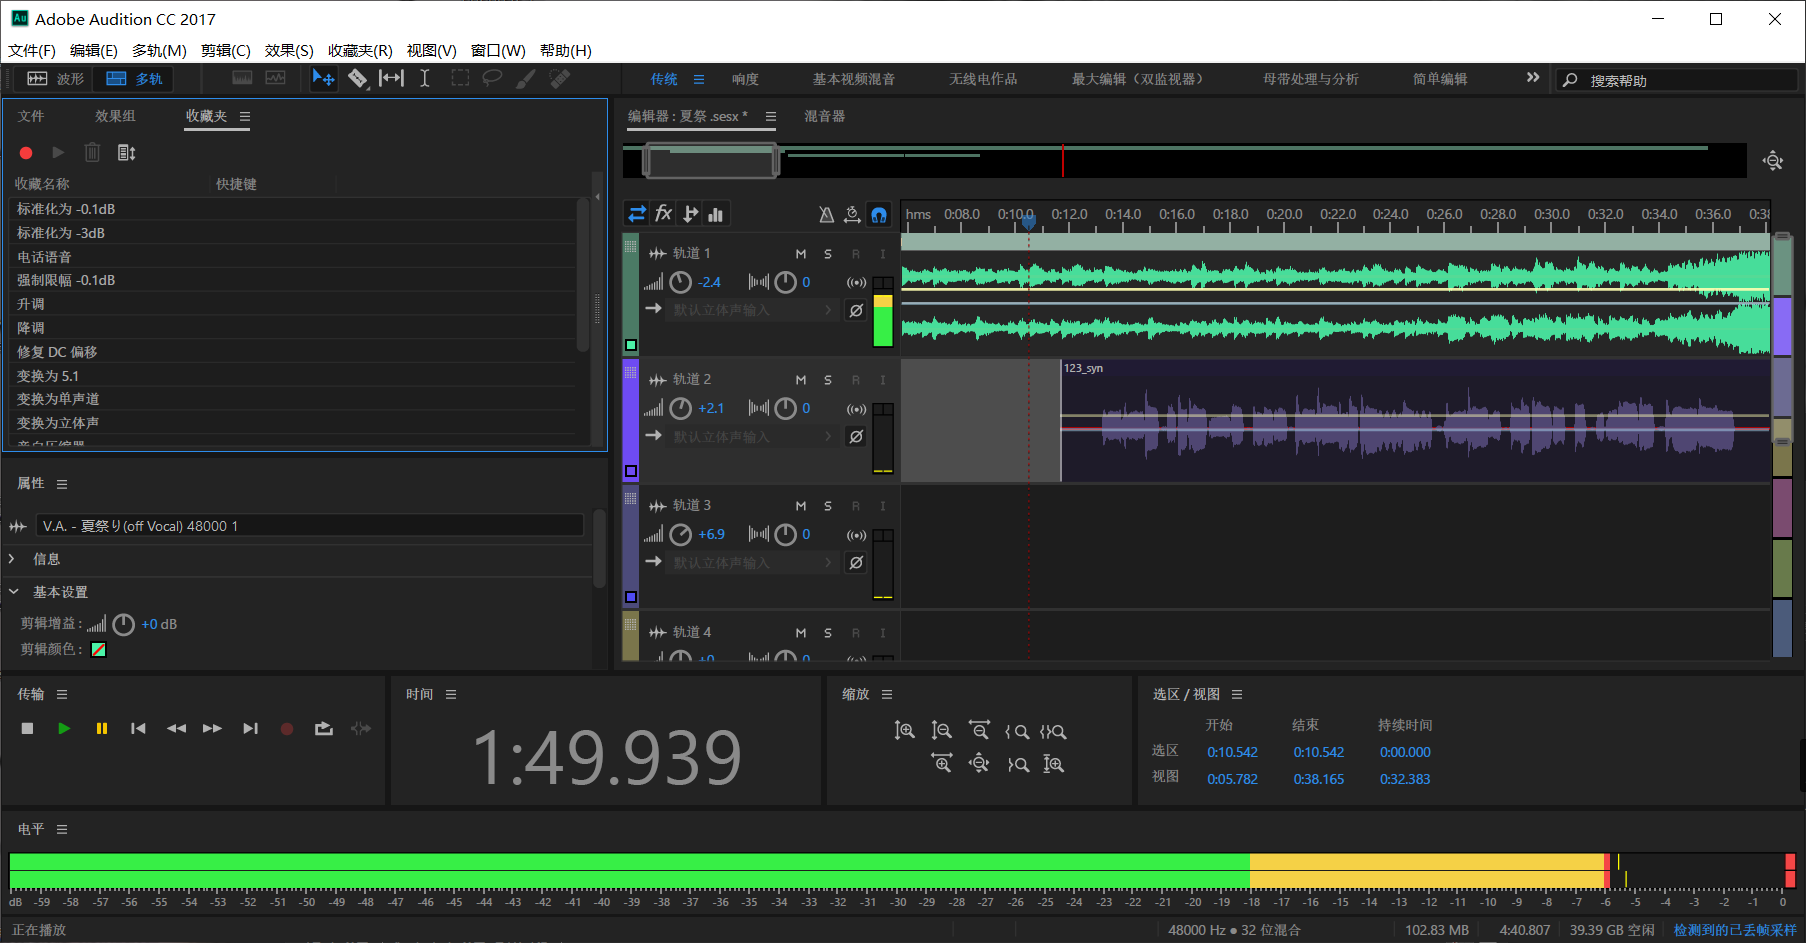 Au Adobe Audition CC 2017
文件(F) 编辑(E) 多轨(M) 剪辑(C) 效果(S) 收藏夹(R) 视图(V) 窗口(W) 帮助(H)
波形 多轨 传统 响度 基本视频混音 无线电作品 最大编辑（双监视器） 母带处理与分析 简单编辑 搜索帮助
文件 效果组 收藏夹
编辑器 : 夏祭 .sesx * 混音器
收藏名称 快捷键
标准化为 -0.1dB
标准化为 -3dB
电话语音
强制限幅 -0.1dB
升调
降调
修复 DC 偏移
变换为 5.1
变换为单声道
变换为立体声
旁白压缩器
hms 0:08.0 0:10.0 0:12.0 0:14.0 0:16.0 0:18.0 0:20.0 0:22.0 0:24.0 0:26.0 0:28.0 0:30.0 0:32.0 0:34.0 0:36.0 0:38
轨道 1 M S R I
-2.4 0
默认立体声输入
轨道 2 M S R I
+2.1 0
默认立体声输入
123_syn
轨道 3 M S R I
+6.9 0
默认立体声输入
轨道 4 M S R I
+0 0
属性
V.A. - 夏祭り(off Vocal) 48000 1
信息
基本设置
剪辑增益 : +0 dB
剪辑颜色 :
传输
时间
1:49.939
缩放
选区 / 视图
开始 结束 持续时间
选区 0:10.542 0:10.542 0:00.000
视图 0:05.782 0:38.165 0:32.383
电平
dB -59 -58 -57 -56 -55 -54 -53 -52 -51 -50 -49 -48 -47 -46 -45 -44 -43 -42 -41 -40 -39 -38 -37 -36 -35 -34 -33 -32 -31 -30 -29 -28 -27 -26 -25 -24 -23 -22 -21 -20 -19 -18 -17 -16 -15 -14 -13 -12 -11 -10 -9 -8 -7 -6 -5 -4 -3 -2 -1 0
正在播放 48000 Hz ● 32 位混合 102.83 MB 4:40.807 39.39 GB 空闲 检测到的已丢帧采样